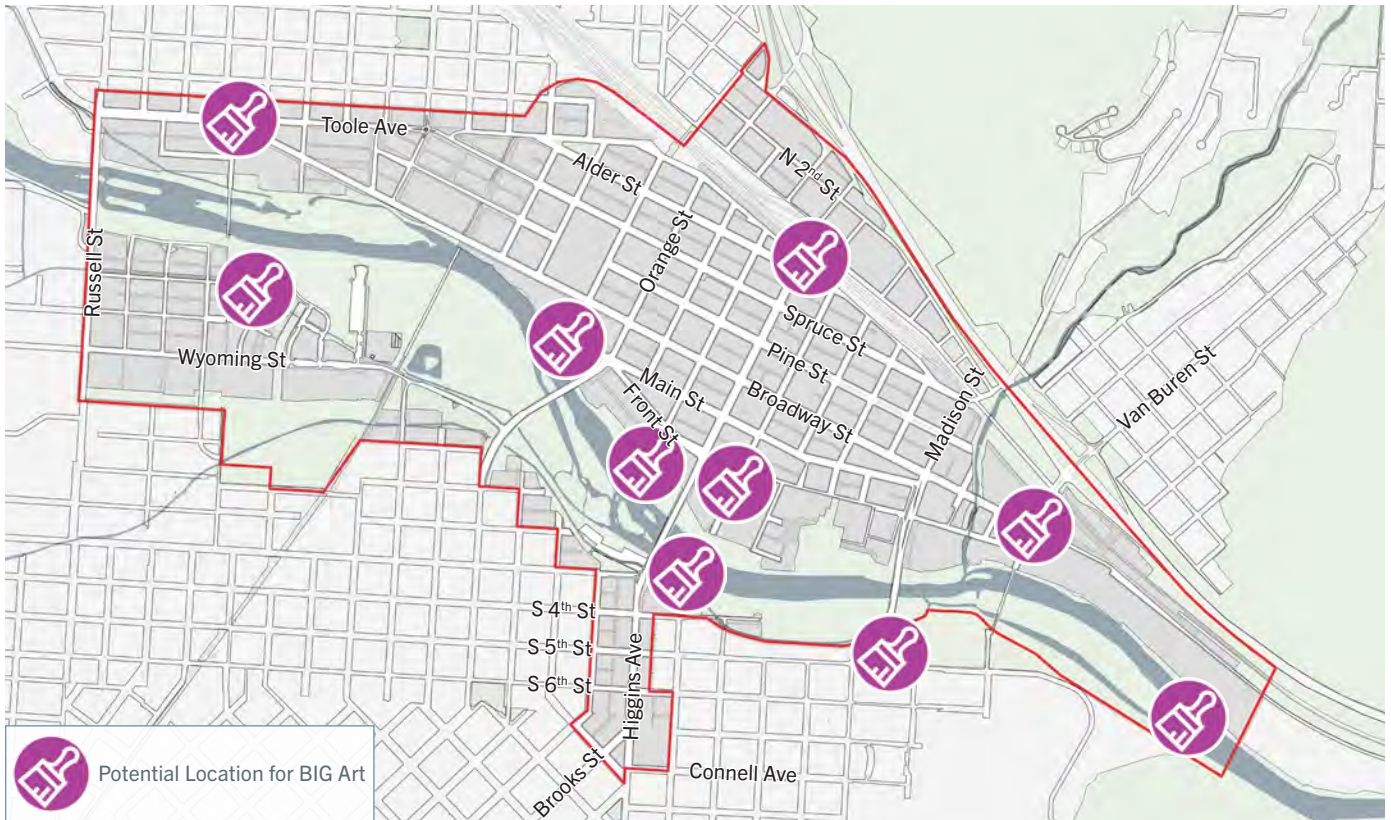 Toole Ave
Alder St
N 2nd St
Orange St
Russell St
Spruce St
Wyoming St
Pine St
Main St
Broadway St
Front St
Madison St
Van Buren St
S 4th St
S 5th St
S 6th St
Higgins Ave
Brooks St
Connell Ave
Potential Location for BIG Art